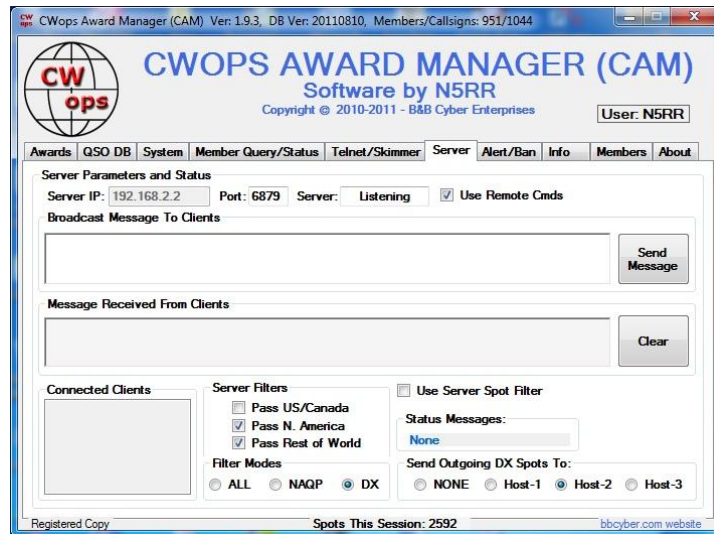 CW ops CWops Award Manager (CAM) Ver: 1.9.3, DB Ver: 20110810, Members/Callsigns: 951/1044
CW
ops
CWOPS AWARD MANAGER (CAM)
Software by N5RR
Copyright © 2010-2011 - B&B Cyber Enterprises
User: N5RR
Awards QSO DB System Member Query/Status Telnet/Skimmer Server Alert/Ban Info Members About
Server Parameters and Status
Server IP: 192.168.2.2 Port: 6879 Server: Listening Use Remote Cmds
Broadcast Message To Clients
Send
Message
Message Received From Clients
Clear
Connected Clients
Server Filters
Pass US/Canada
Pass N. America
Pass Rest of World
Use Server Spot Filter
Status Messages:
None
Filter Modes
ALL NAQP DX
Send Outgoing DX Spots To:
NONE Host-1 Host-2 Host-3
Registered Copy Spots This Session: 2592 bbcyber.com website